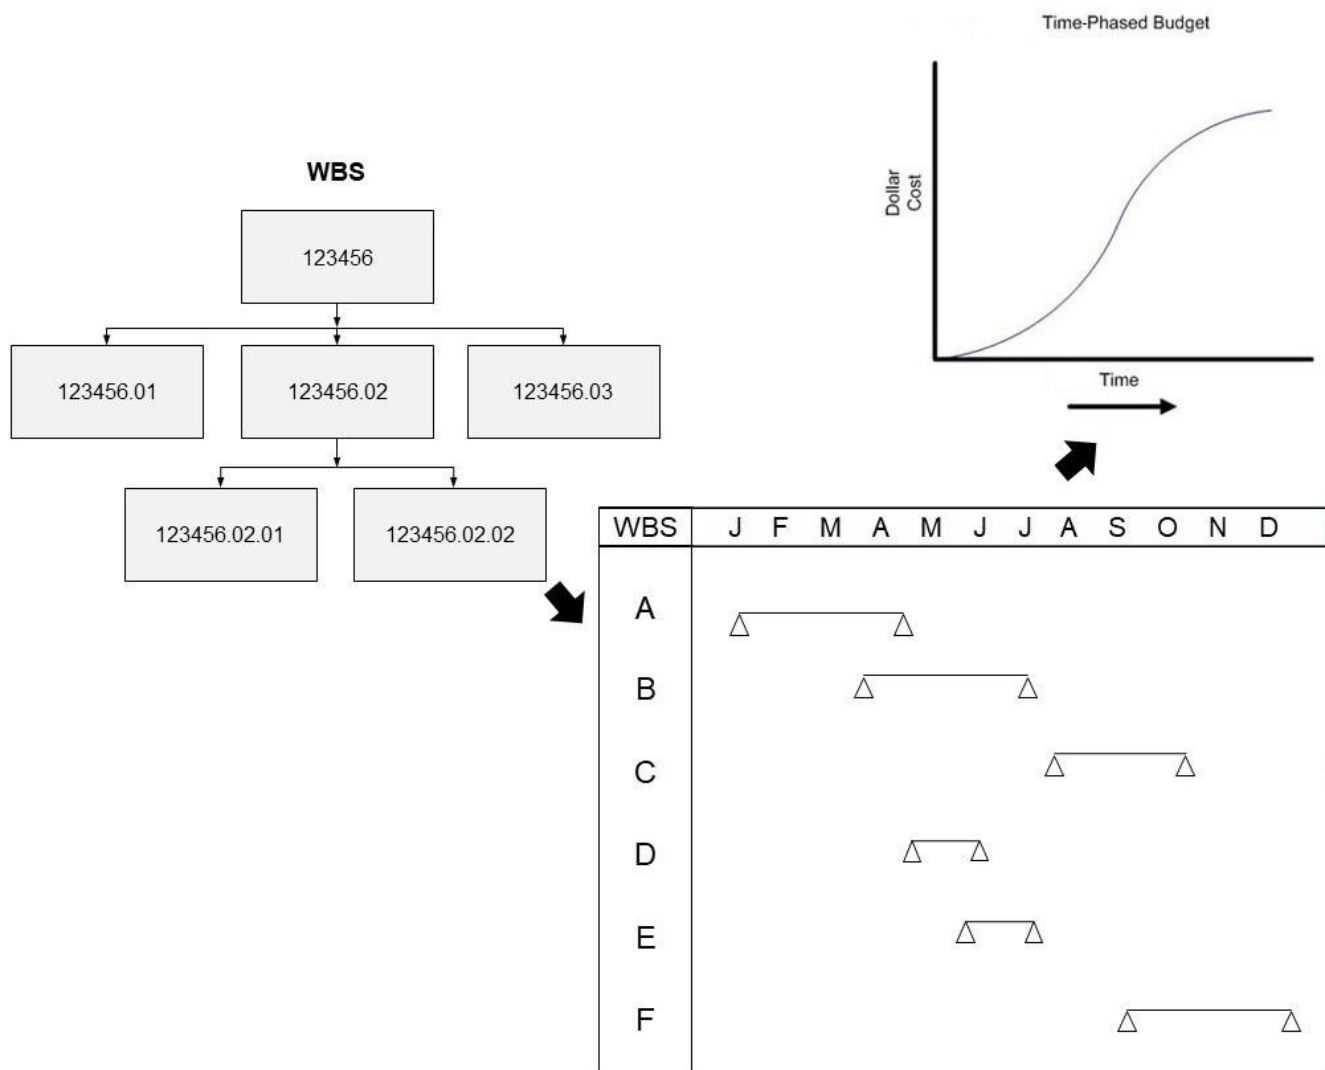 Time-Phased Budget
Dollar
Cost
Time
WBS
123456
123456.01 123456.02 123456.03
123456.02.01 123456.02.02
WBS J F M A M J J A S O N D
A
B
C
D
E
F